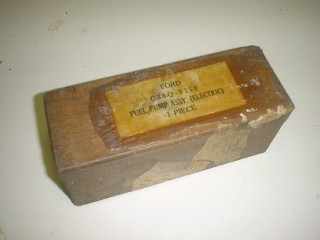 FORD
FUEL PUMP ASSY. (ELECTRIC)
1 PIECE